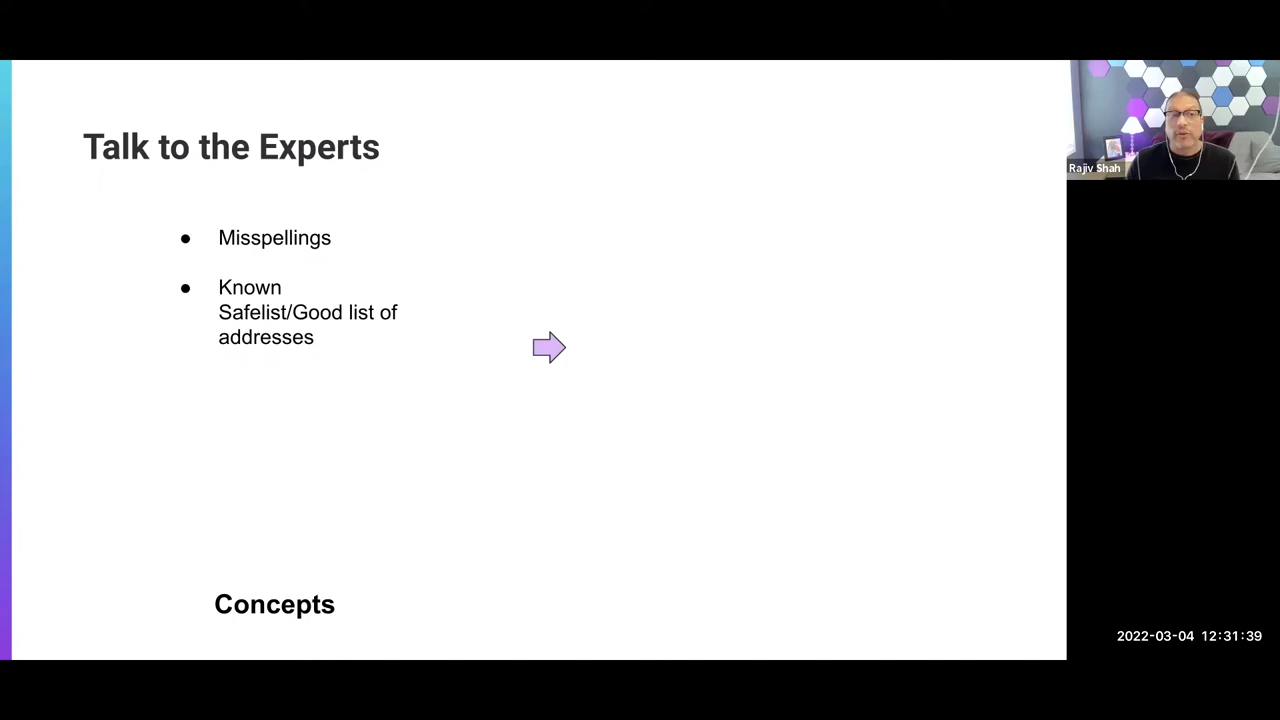 Talk to the Experts
● Misspellings
● Known
Safelist/Good list of
addresses
Concepts
Rajiv Shah
2022-03-04 12:31:39